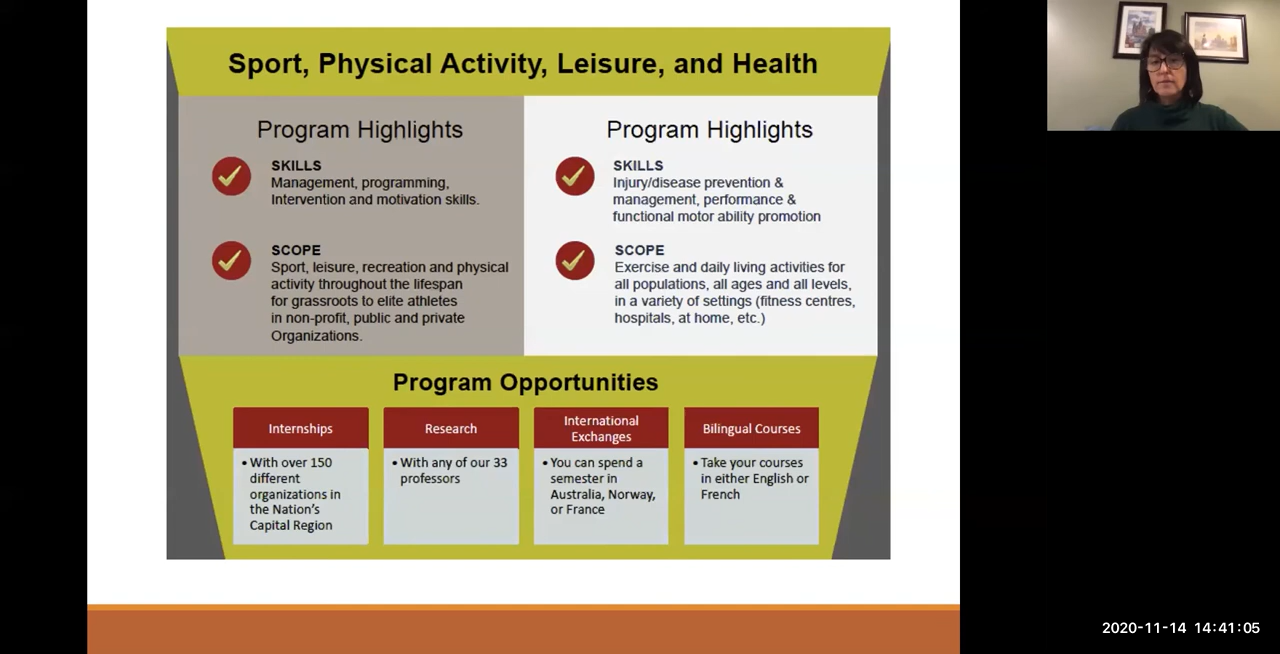 Sport, Physical Activity, Leisure, and Health
Program Highlights
SKILLS
Management, programming,
Intervention and motivation skills.
SCOPE
Sport, leisure, recreation and physical
activity throughout the lifespan
for grassroots to elite athletes
in non-profit, public and private
Organizations.
Program Highlights
SKILLS
Injury/disease prevention &
management, performance &
functional motor ability promotion
SCOPE
Exercise and daily living activities for
all populations, all ages and all levels,
in a variety of settings (fitness centres,
hospitals, at home, etc.)
Program Opportunities
Internships
• With over 150
different
organizations in
the Nation's
Capital Region
Research
• With any of our 33
professors
International
Exchanges
• You can spend a
semester in
Australia, Norway,
or France
Bilingual Courses
• Take your courses
in either English or
French
2020-11-14 14:41:05